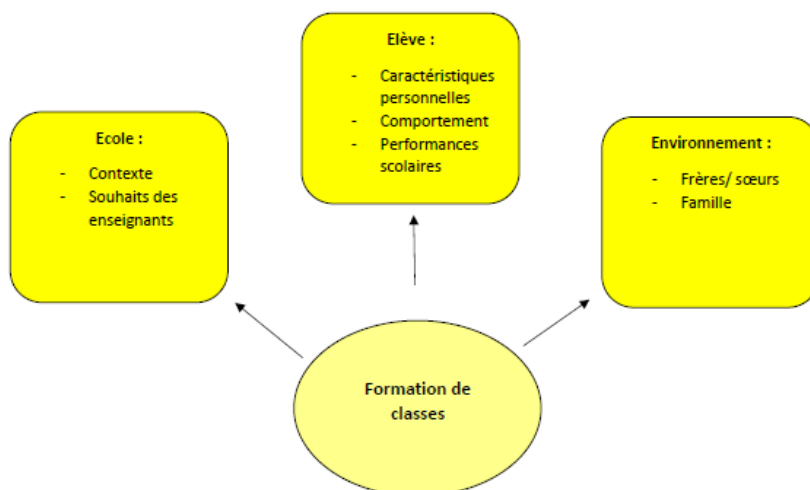 Ecole :
- Contexte
- Souhaits des
enseignants
Elève :
- Caractéristiques
personnelles
- Comportement
- Performances
scolaires
Environnement :
- Frères/ sœurs
- Famille
Formation de
classes